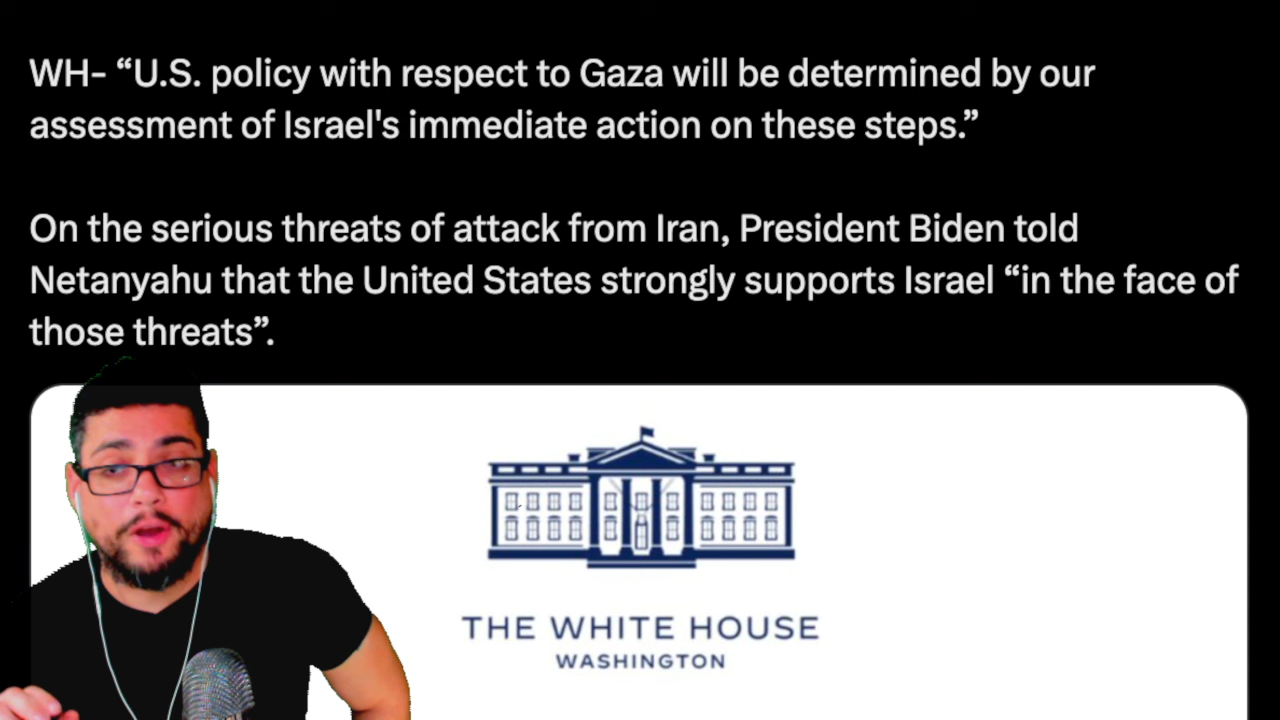 WH- “U.S. policy with respect to Gaza will be determined by our
assessment of Israel's immediate action on these steps.”
On the serious threats of attack from Iran, President Biden told
Netanyahu that the United States strongly supports Israel “in the face of
those threats”.
THE WHITE HOUSE
WASHINGTON